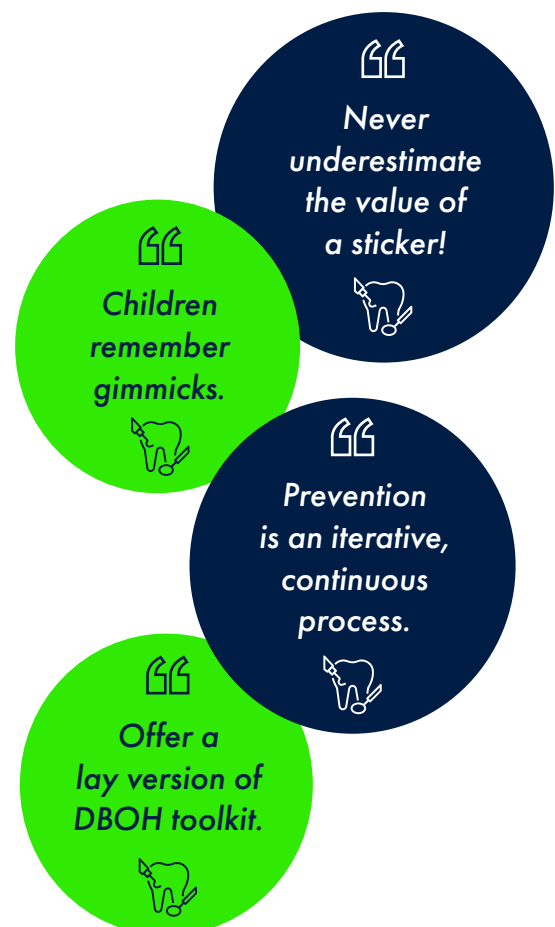 Never
underestimate
the value of
a sticker!
Children
remember
gimmicks.
Prevention
is an iterative,
continuous
process.
Offer a
lay version of
DBOH toolkit.